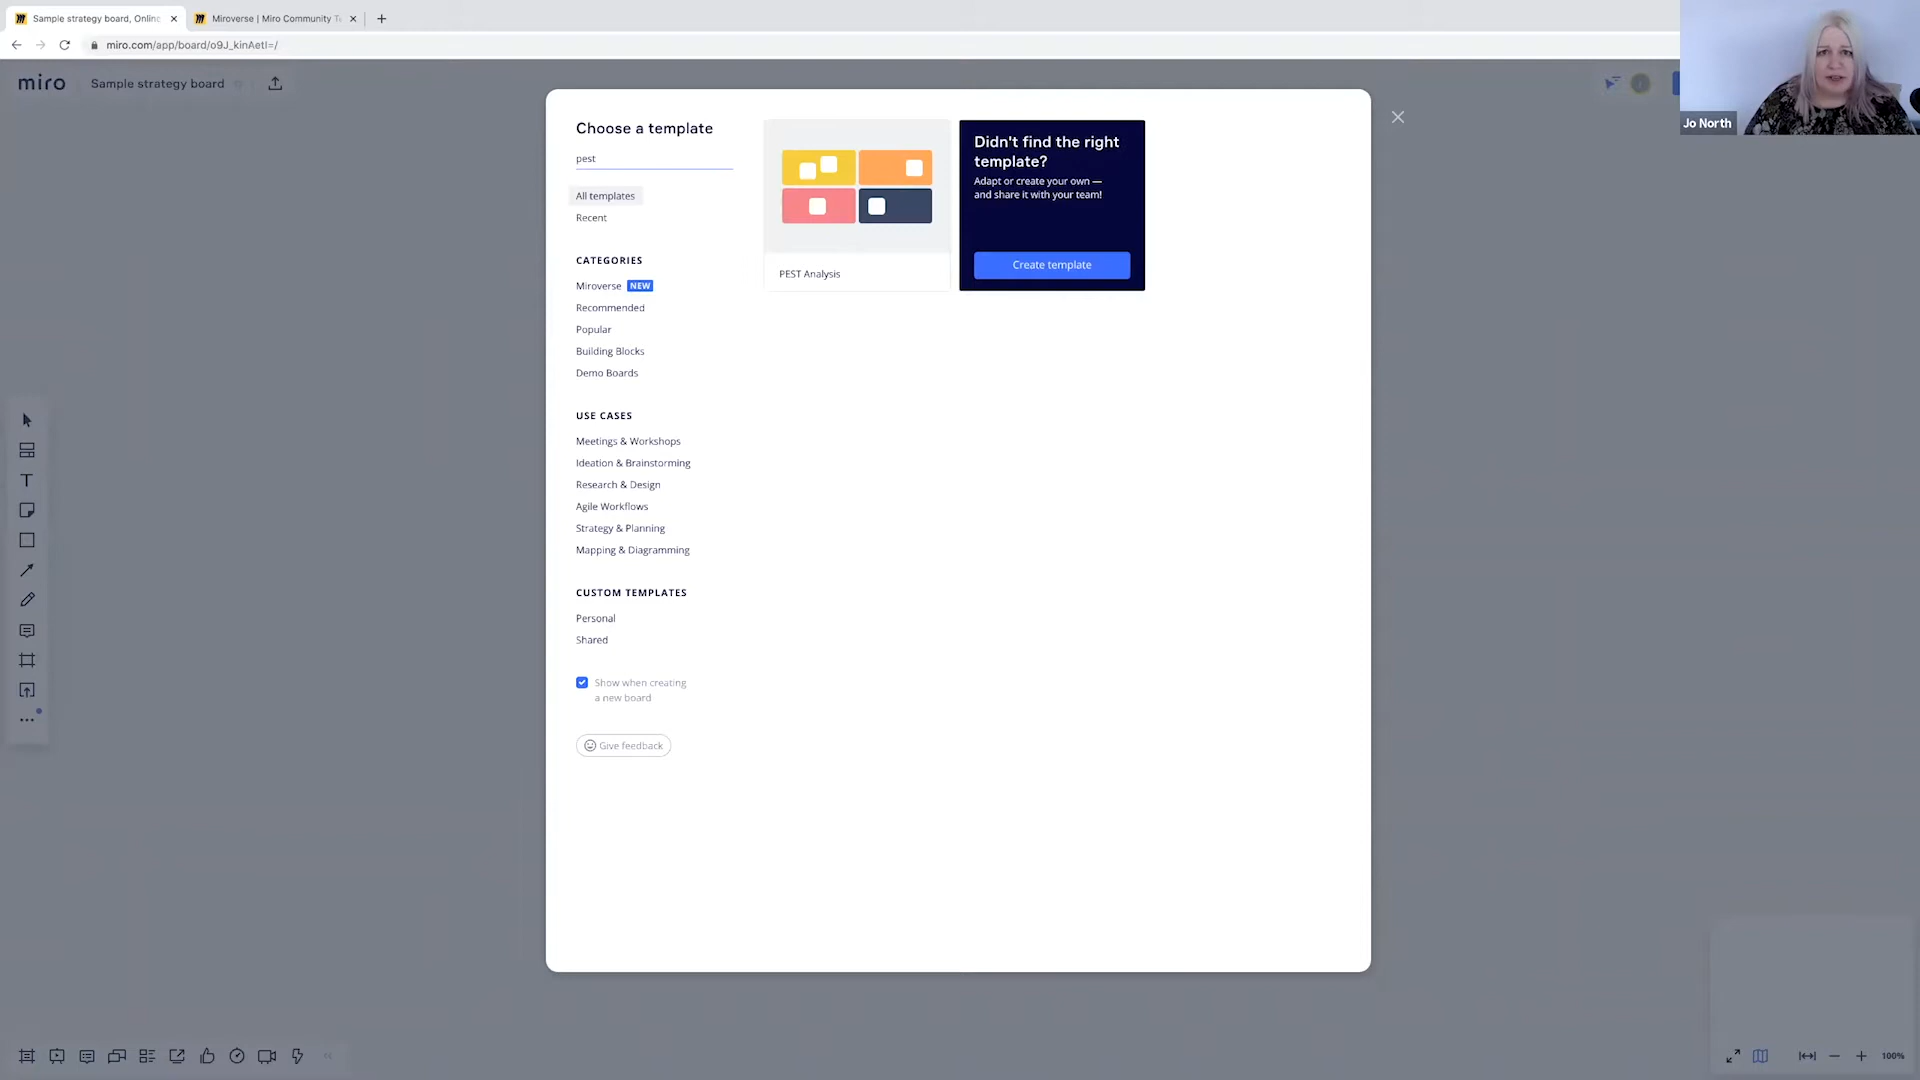 Sample strategy board, Online
Miroverse | Miro Community Te
miro.com/app/board/o9J_kinAetI=/
miro
Sample strategy board
Jo North
Choose a template
pest
All templates
Recent
CATEGORIES
Miroverse NEW
Recommended
Popular
Building Blocks
Demo Boards
USE CASES
Meetings & Workshops
Ideation & Brainstorming
Research & Design
Agile Workflows
Strategy & Planning
Mapping & Diagramming
CUSTOM TEMPLATES
Personal
Shared
Show when creating
a new board
Give feedback
PEST Analysis
Didn't find the right
template?
Adapt or create your own —
and share it with your team!
Create template
100%